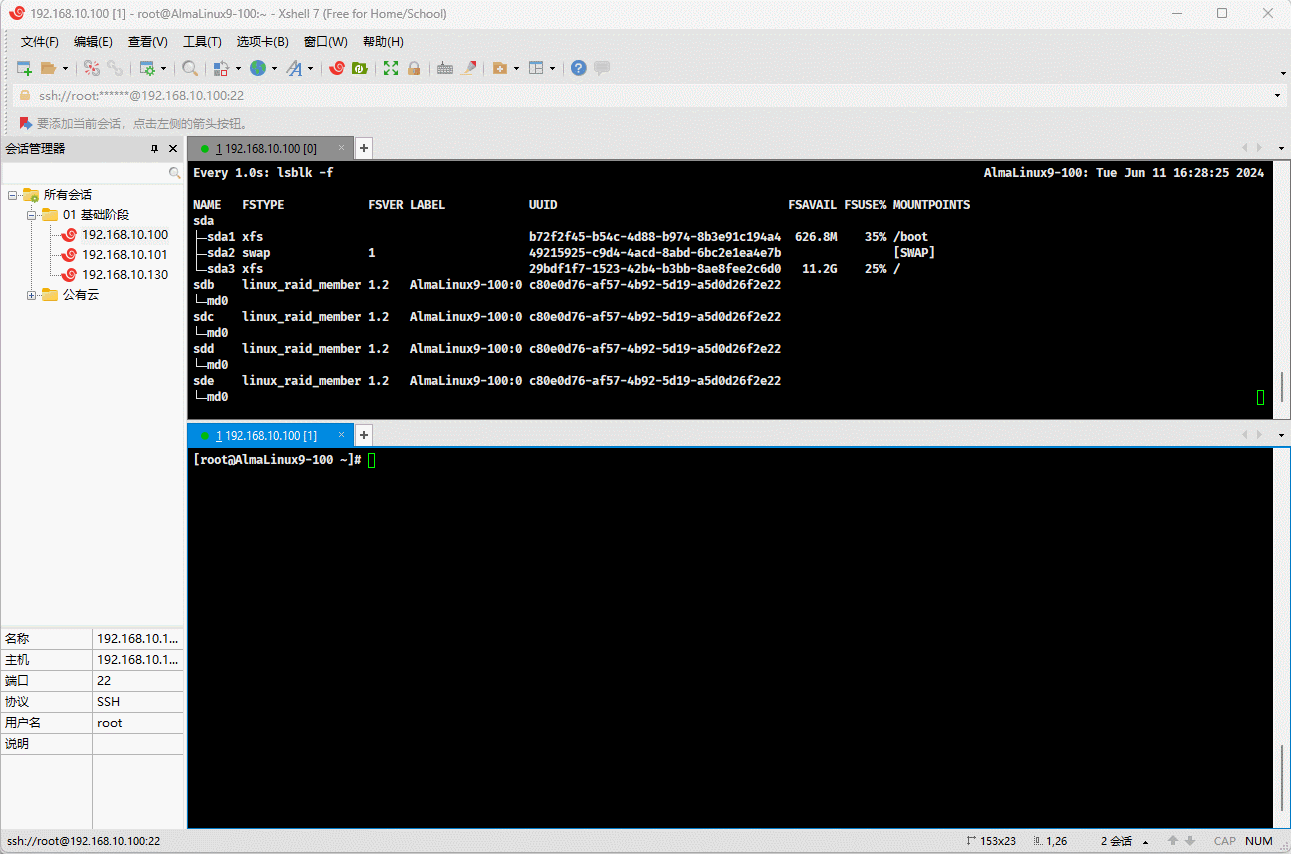 192.168.10.100 [1] - root@AlmaLinux9-100:~ - Xshell 7 (Free for Home/School)
文件(F) 编辑(E) 查看(V) 工具(T) 选项卡(B) 窗口(W) 帮助(H)
ssh://root:******@192.168.10.100:22
要添加当前会话，点击左侧的箭头按钮。
会话管理器
所有会话
01 基础阶段
192.168.10.100
192.168.10.101
192.168.10.130
公有云
名称 192.168.10.1...
主机 192.168.10.1...
端口 22
协议 SSH
用户名 root
说明
1 192.168.10.100 [0] × +
Every 1.0s: lsblk -f AlmaLinux9-100: Tue Jun 11 16:28:25 2024
NAME FSTYPE FSVER LABEL UUID FSAVAIL FSUSE% MOUNTPOINTS
sda
├─sda1 xfs b72f2f45-b54c-4d88-b974-8b3e91c194a4 626.8M 35% /boot
├─sda2 swap 1 49215925-c9d4-4acd-8abd-6bc2e1ea4e7b [SWAP]
└─sda3 xfs 29bdf1f7-1523-42b4-b3bb-8ae8fee2c6d0 11.2G 25% /
sdb linux_raid_member 1.2 AlmaLinux9-100:0 c80e0d76-af57-4b92-5d19-a5d0d26f2e22
└─md0
sdc linux_raid_member 1.2 AlmaLinux9-100:0 c80e0d76-af57-4b92-5d19-a5d0d26f2e22
└─md0
sdd linux_raid_member 1.2 AlmaLinux9-100:0 c80e0d76-af57-4b92-5d19-a5d0d26f2e22
└─md0
sde linux_raid_member 1.2 AlmaLinux9-100:0 c80e0d76-af57-4b92-5d19-a5d0d26f2e22
└─md0
1 192.168.10.100 [1] × +
[root@AlmaLinux9-100 ~]#
ssh://root@192.168.10.100:22 153x23 1,26 2 会话 CAP NUM